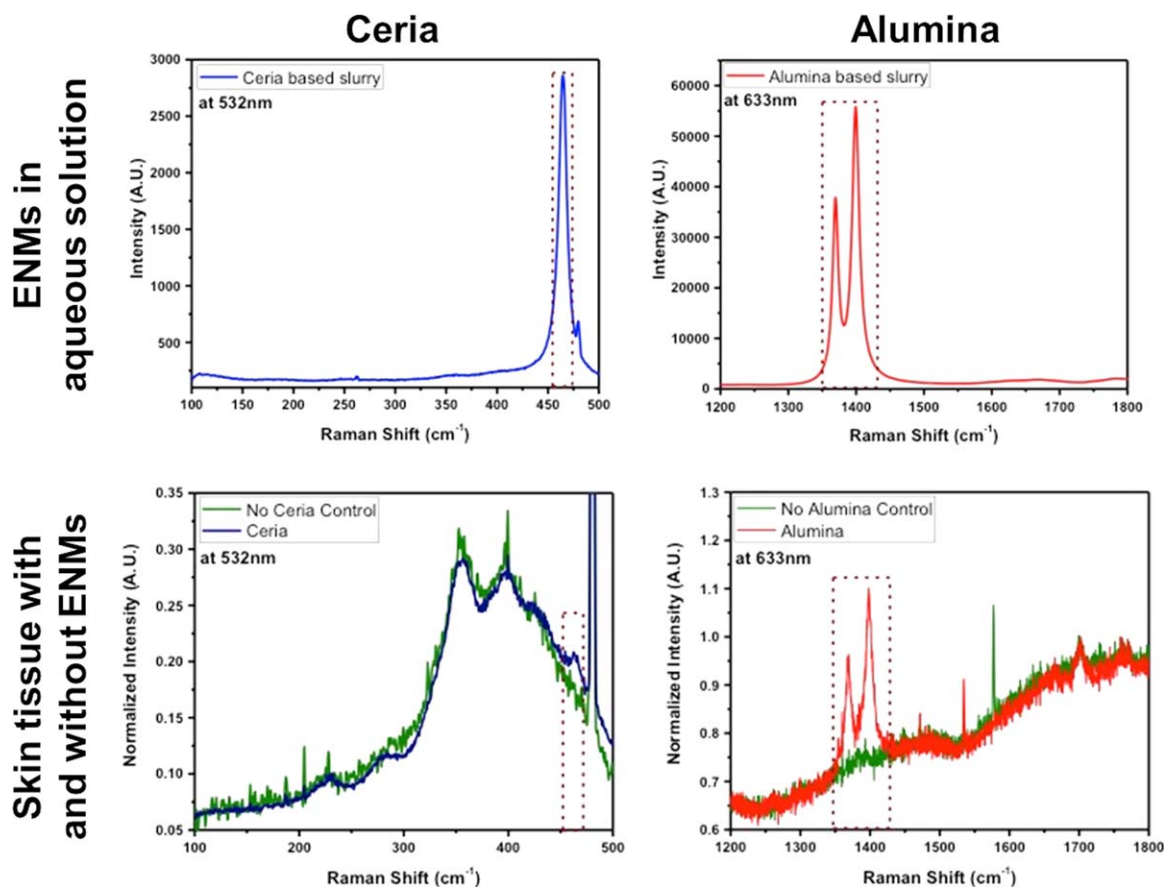 Ceria
Alumina
ENMs in
aqueous solution
3000
2500
2000
1500
1000
500
Intensity (A.U.)
Ceria based slurry
at 532nm
100 150 200 250 300 350 400 450 500
Raman Shift (cm-1)
60000
50000
40000
30000
20000
10000
0
Intensity (A.U.)
Alumina based slurry
at 633nm
1200 1300 1400 1500 1600 1700 1800
Raman Shift (cm-1)
Skin tissue with
and without ENMs
0.35
0.30
0.25
0.20
0.15
0.10
0.05
Normalized Intensity (A.U.)
No Ceria Control
Ceria
at 532nm
100 200 300 400 500
Raman Shift (cm-1)
1.3
1.2
1.1
1.0
0.9
0.8
0.7
0.6
Normalized Intensity (A.U.)
No Alumina Control
Alumina
at 633nm
1200 1300 1400 1500 1600 1700 1800
Raman Shift (cm-1)